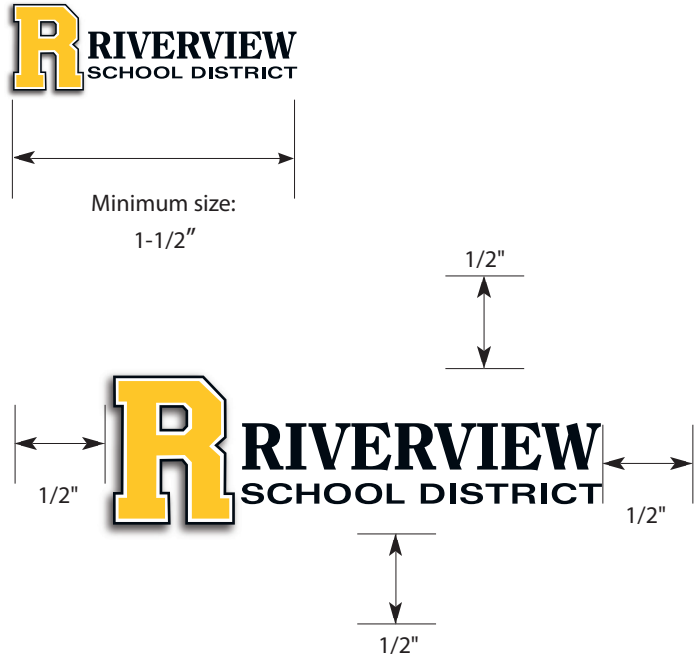 R RIVERVIEW
SCHOOL DISTRICT
Minimum size:
1-1/2″
1/2"
R RIVERVIEW
SCHOOL DISTRICT
1/2"
1/2"
1/2"